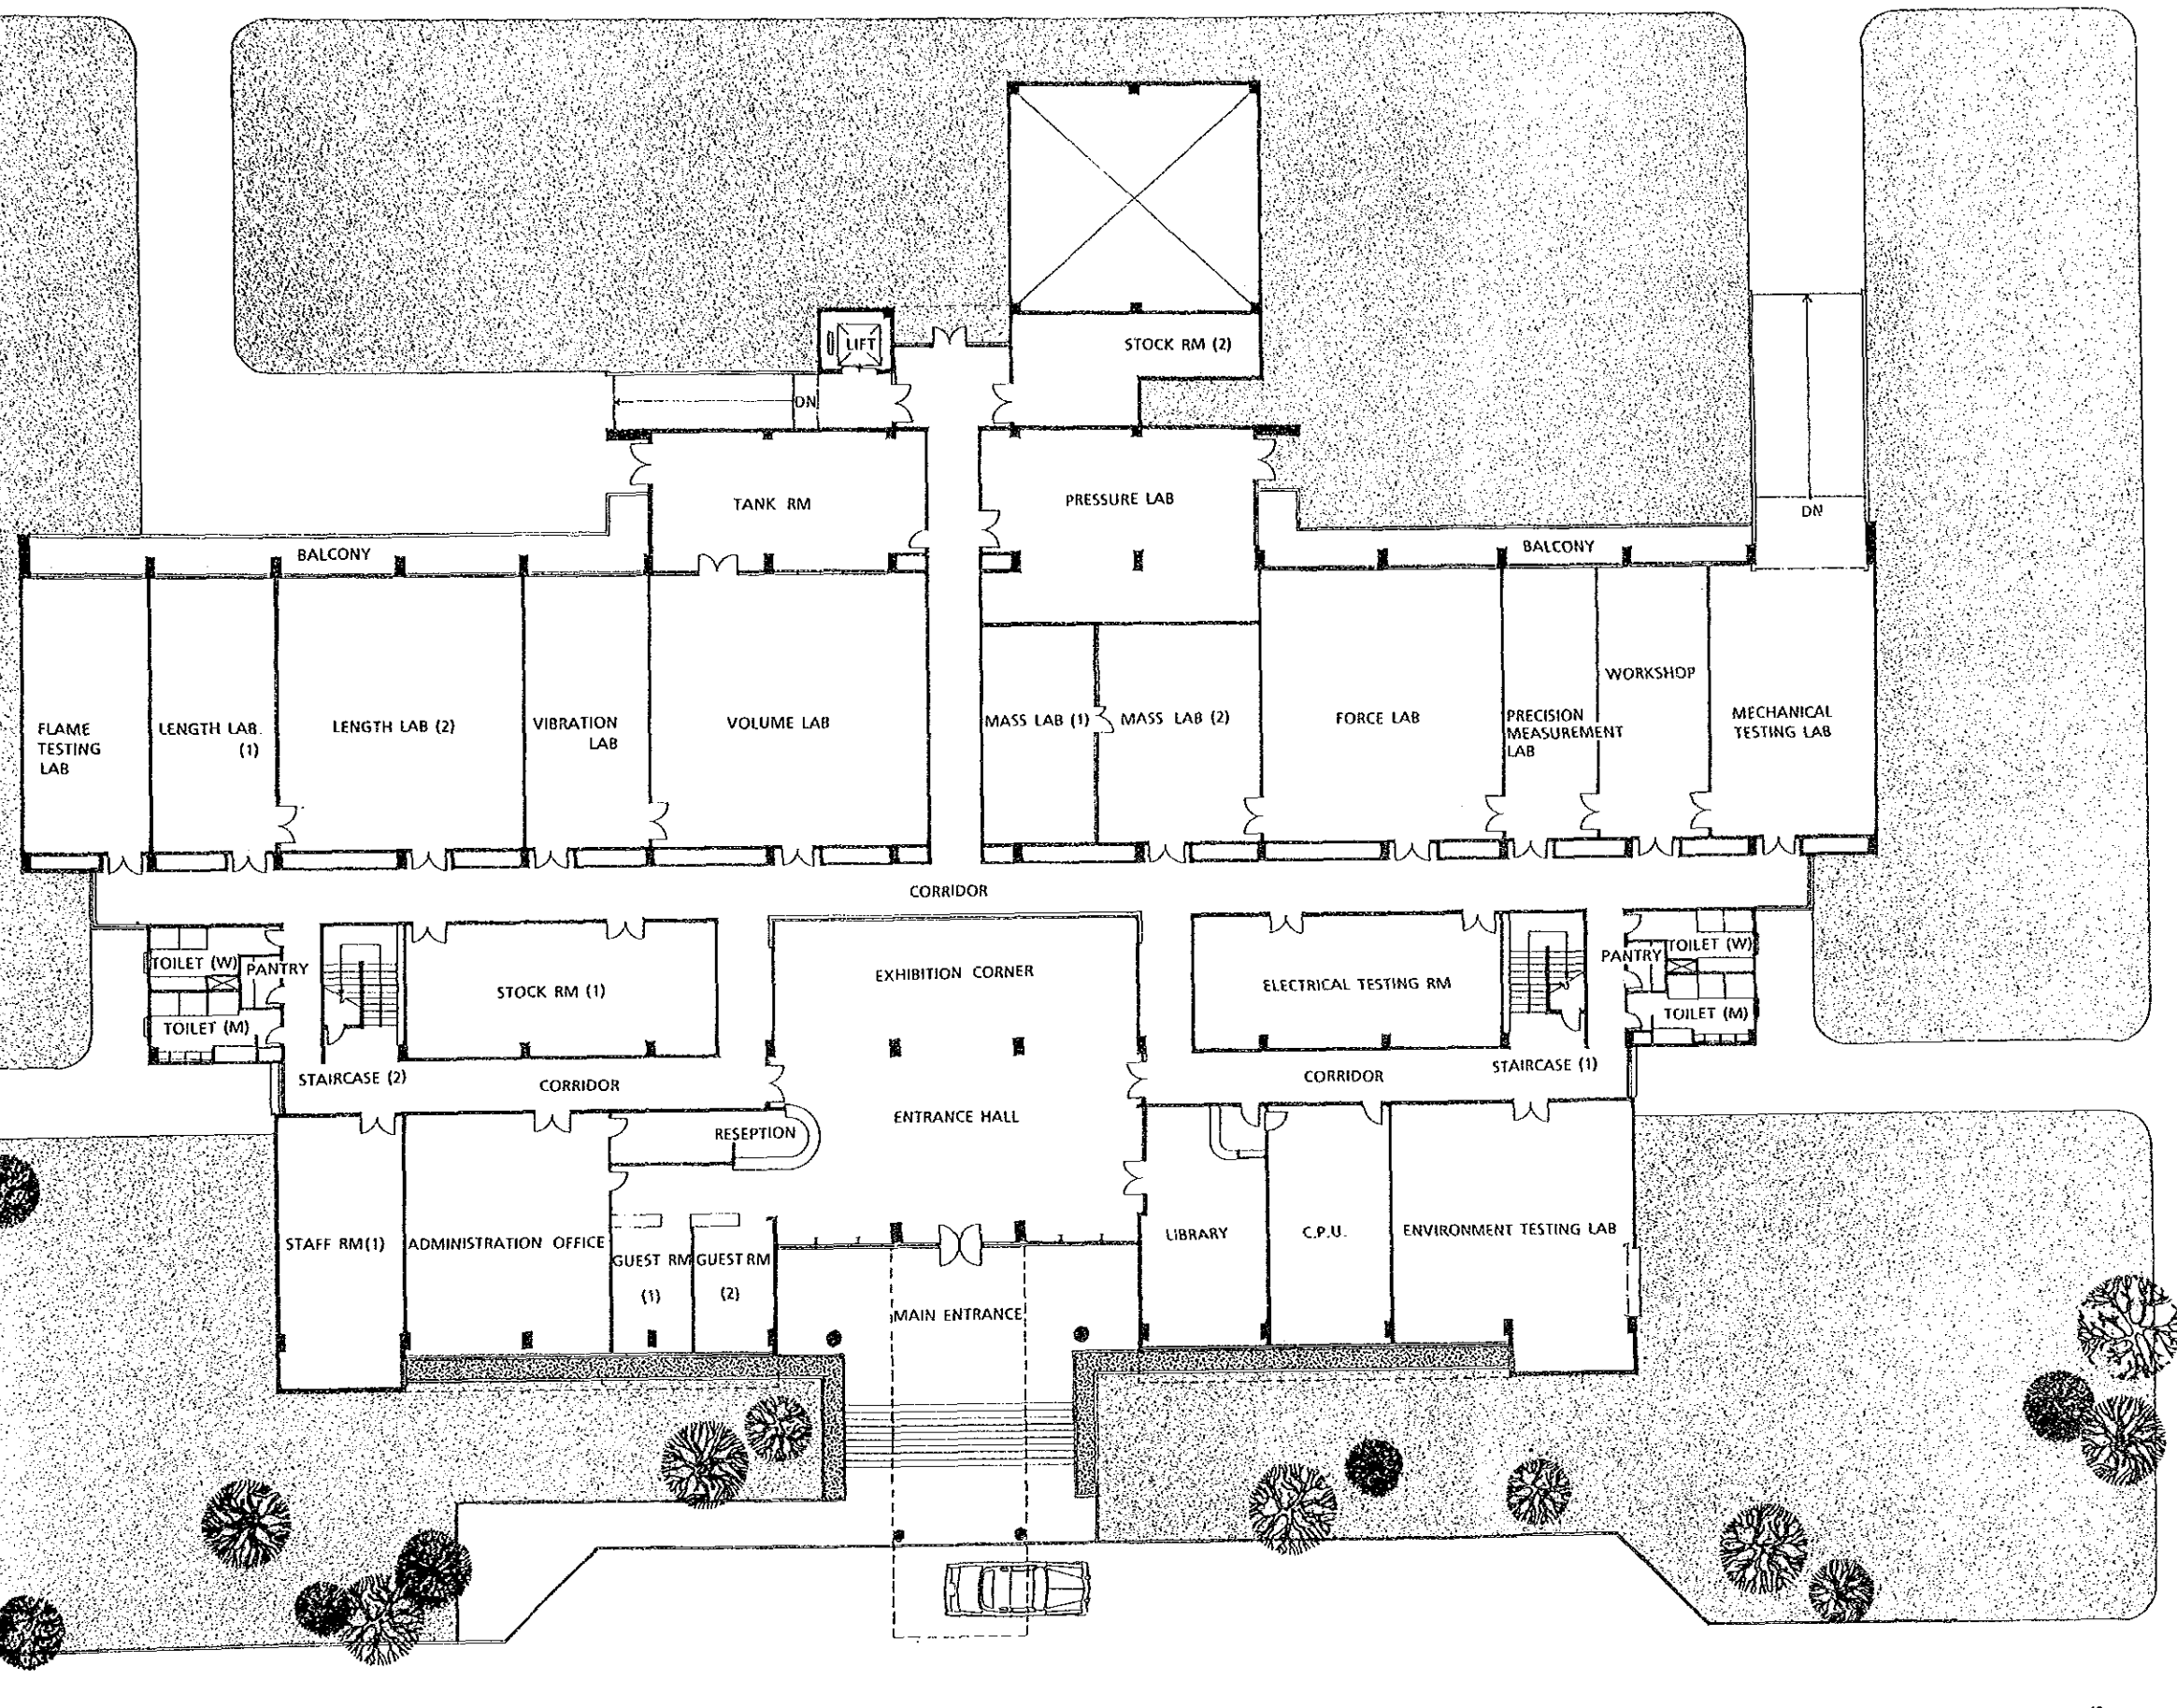 LIFT
STOCK RM (2)
DN
TANK RM
PRESSURE LAB
DN
BALCONY
BALCONY
FLAME
TESTING
LAB
LENGTH LAB.
(1)
LENGTH LAB (2)
VIBRATION
LAB
VOLUME LAB
MASS LAB (1)
MASS LAB (2)
FORCE LAB
PRECISION
MEASUREMENT
LAB
WORKSHOP
MECHANICAL
TESTING LAB
CORRIDOR
TOILET (W)
PANTRY
TOILET (M)
STOCK RM (1)
EXHIBITION CORNER
ELECTRICAL TESTING RM
PANTRY
TOILET (W)
TOILET (M)
STAIRCASE (2)
CORRIDOR
CORRIDOR
STAIRCASE (1)
RESEPTION
ENTRANCE HALL
STAFF RM(1)
ADMINISTRATION OFFICE
GUEST RM
(1)
GUEST RM
(2)
LIBRARY
C.P.U.
ENVIRONMENT TESTING LAB
MAIN ENTRANCE